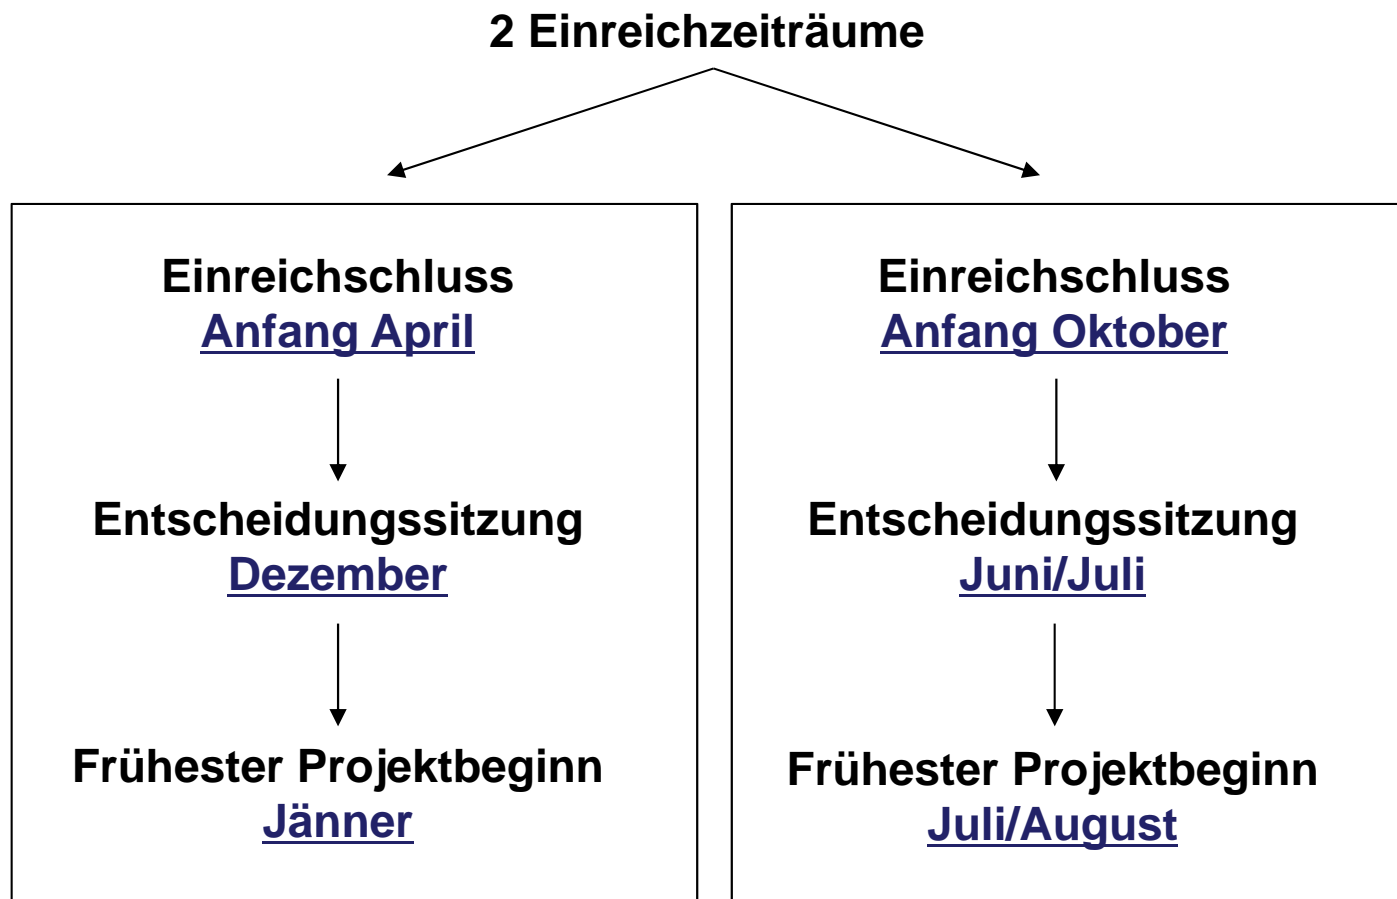 2 Einreichzeiträume
Einreichschluss
Anfang April
Entscheidungssitzung
Dezember
Frühester Projektbeginn
Jänner
Einreichschluss
Anfang Oktober
Entscheidungssitzung
Juni/Juli
Frühester Projektbeginn
Juli/August